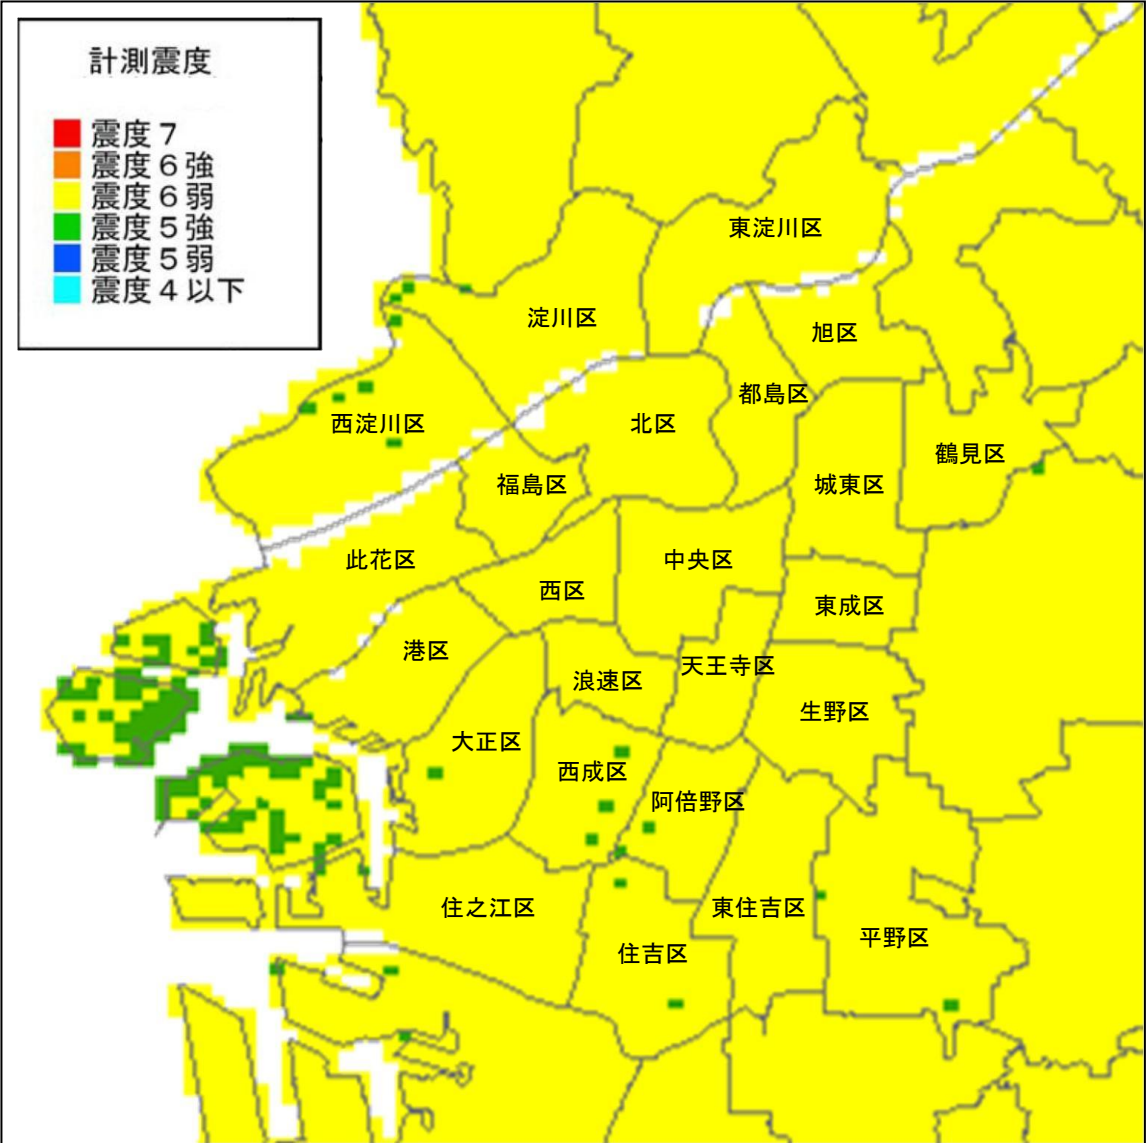 計測震度
震度7
震度6強
震度6弱
震度5強
震度5弱
震度4以下
東淀川区
淀川区
旭区
都島区
西淀川区
北区
鶴見区
福島区
城東区
此花区
中央区
西区
東成区
港区
天王寺区
浪速区
生野区
大正区
西成区
阿倍野区
住之江区
東住吉区
平野区
住吉区